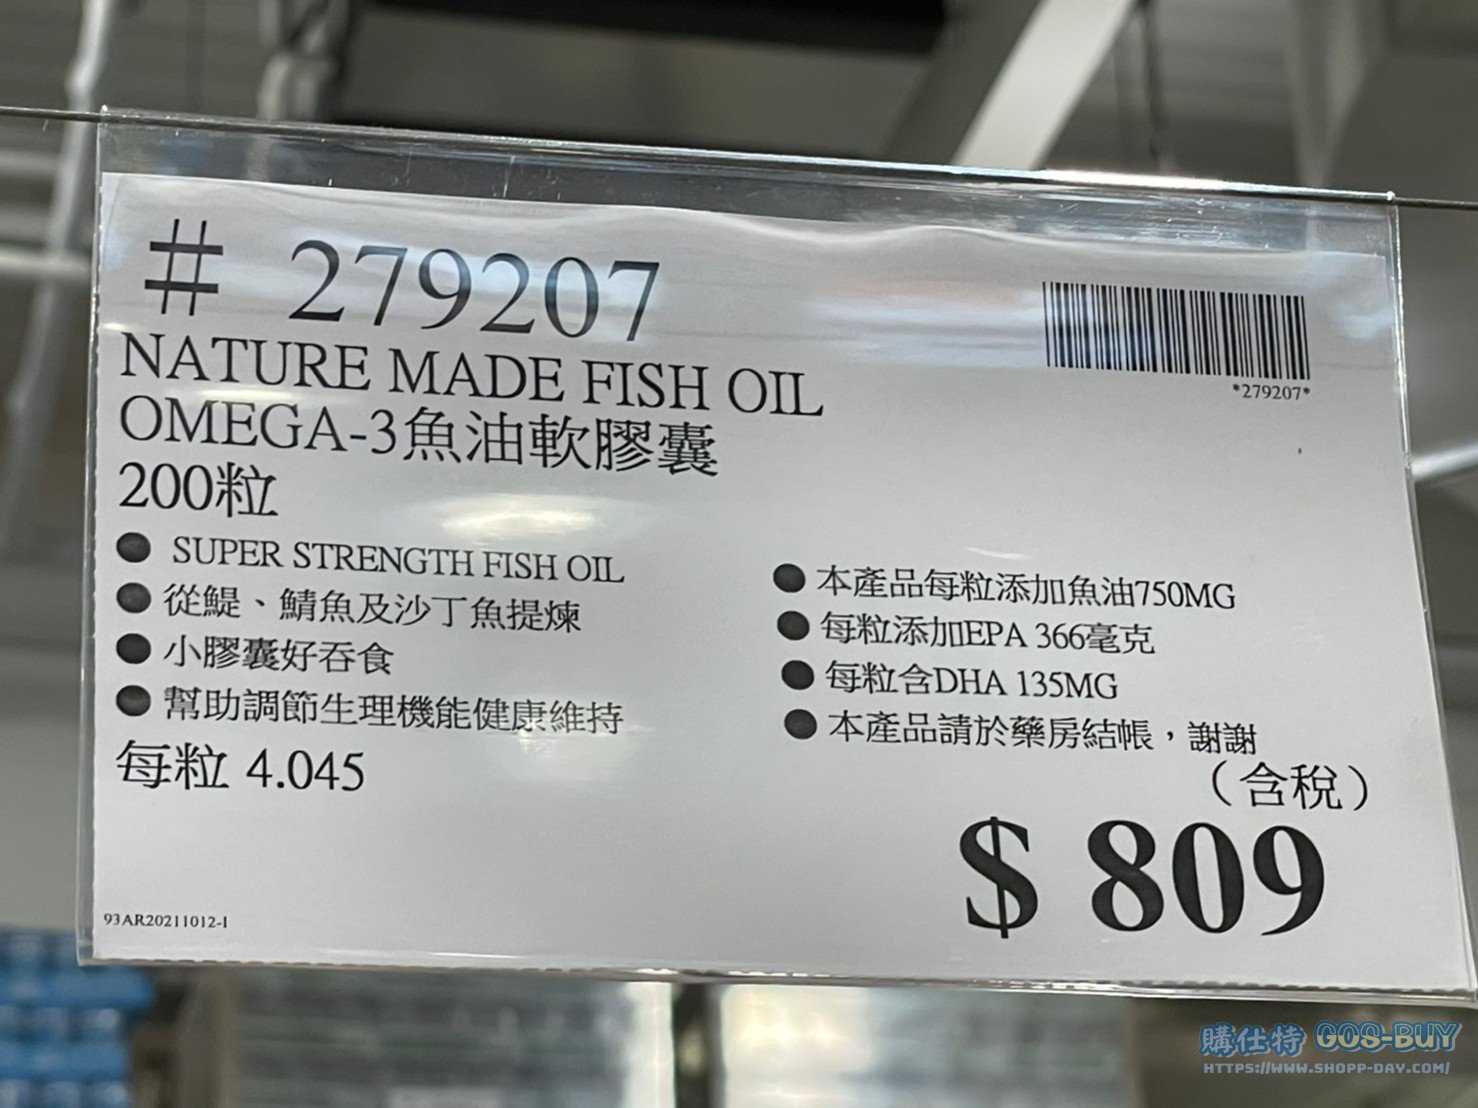 # 279207
*279207*
NATURE MADE FISH OIL
OMEGA-3魚油軟膠囊
200粒
● SUPER STRENGTH FISH OIL
● 從鯷、鯖魚及沙丁魚提煉
● 小膠囊好吞食
● 幫助調節生理機能健康維持
每粒 4.045
● 本產品每粒添加魚油750MG
● 每粒添加EPA 366毫克
● 每粒含DHA 135MG
● 本產品請於藥房結帳，謝謝
（含稅）
$ 809
93AR20211012-I
購仕特 GOS-BUY
HTTPS://WWW.SHOPP-DAY.COM/